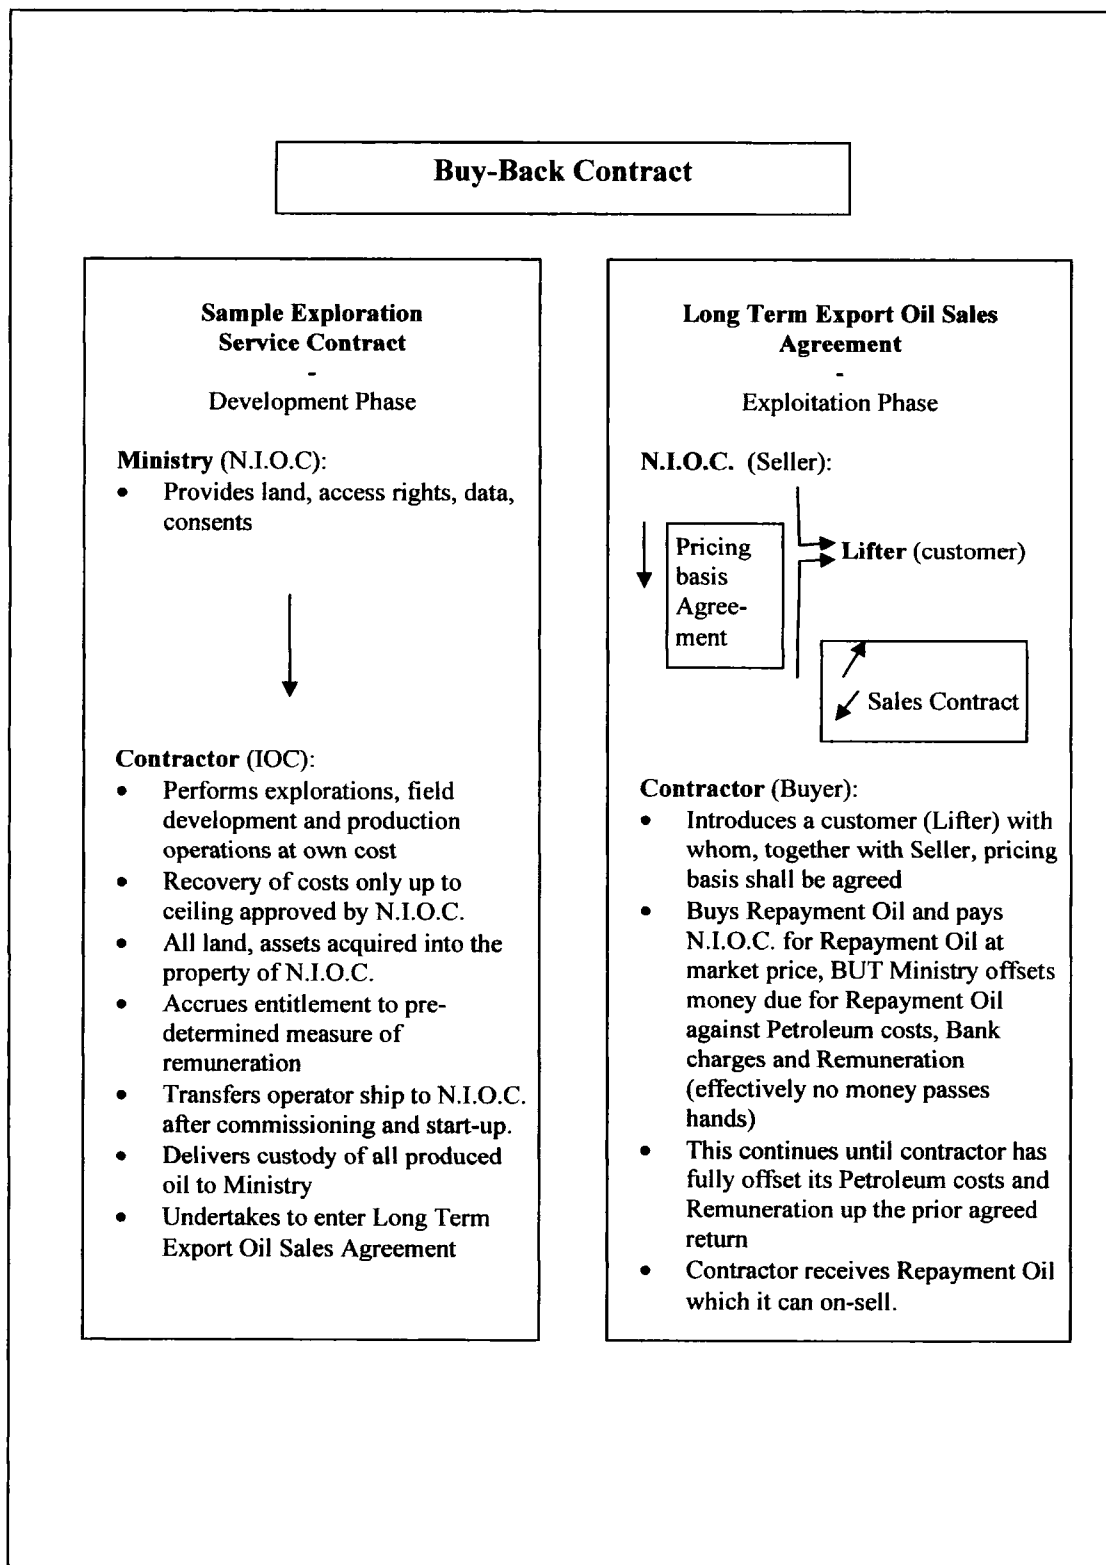 Buy-Back Contract
Sample Exploration
Service Contract
-
Development Phase
Ministry (N.I.O.C):
• Provides land, access rights, data,
consents
Contractor (IOC):
• Performs explorations, field
development and production
operations at own cost
• Recovery of costs only up to
ceiling approved by N.I.O.C.
• All land, assets acquired into the
property of N.I.O.C.
• Accrues entitlement to pre-
determined measure of
remuneration
• Transfers operator ship to N.I.O.C.
after commissioning and start-up.
• Delivers custody of all produced
oil to Ministry
• Undertakes to enter Long Term
Export Oil Sales Agreement
Long Term Export Oil Sales
Agreement
-
Exploitation Phase
N.I.O.C. (Seller):
Pricing
basis
Agree-
ment
Lifter (customer)
Sales Contract
Contractor (Buyer):
• Introduces a customer (Lifter) with
whom, together with Seller, pricing
basis shall be agreed
• Buys Repayment Oil and pays
N.I.O.C. for Repayment Oil at
market price, BUT Ministry offsets
money due for Repayment Oil
against Petroleum costs, Bank
charges and Remuneration
(effectively no money passes
hands)
• This continues until contractor has
fully offset its Petroleum costs and
Remuneration up the prior agreed
return
• Contractor receives Repayment Oil
which it can on-sell.